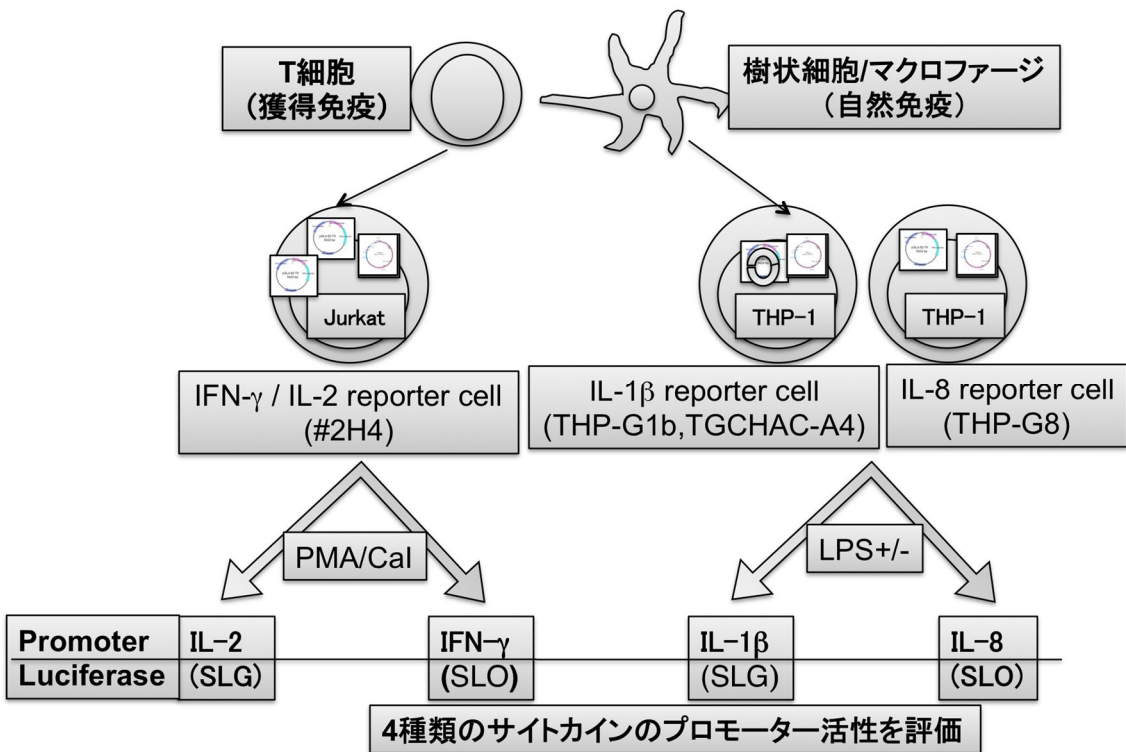 T細胞
(獲得免疫)
樹状細胞/マクロファージ
(自然免疫)
Jurkat
THP-1
THP-1
IFN-γ / IL-2 reporter cell
(#2H4)
IL-1β reporter cell
(THP-G1b,TGCHAC-A4)
IL-8 reporter cell
(THP-G8)
PMA/CaI
LPS+/-
Promoter
IL-2
IFN-γ
IL-1β
IL-8
Luciferase
(SLG)
(SLO)
(SLG)
(SLO)
4種類のサイトカインのプロモーター活性を評価